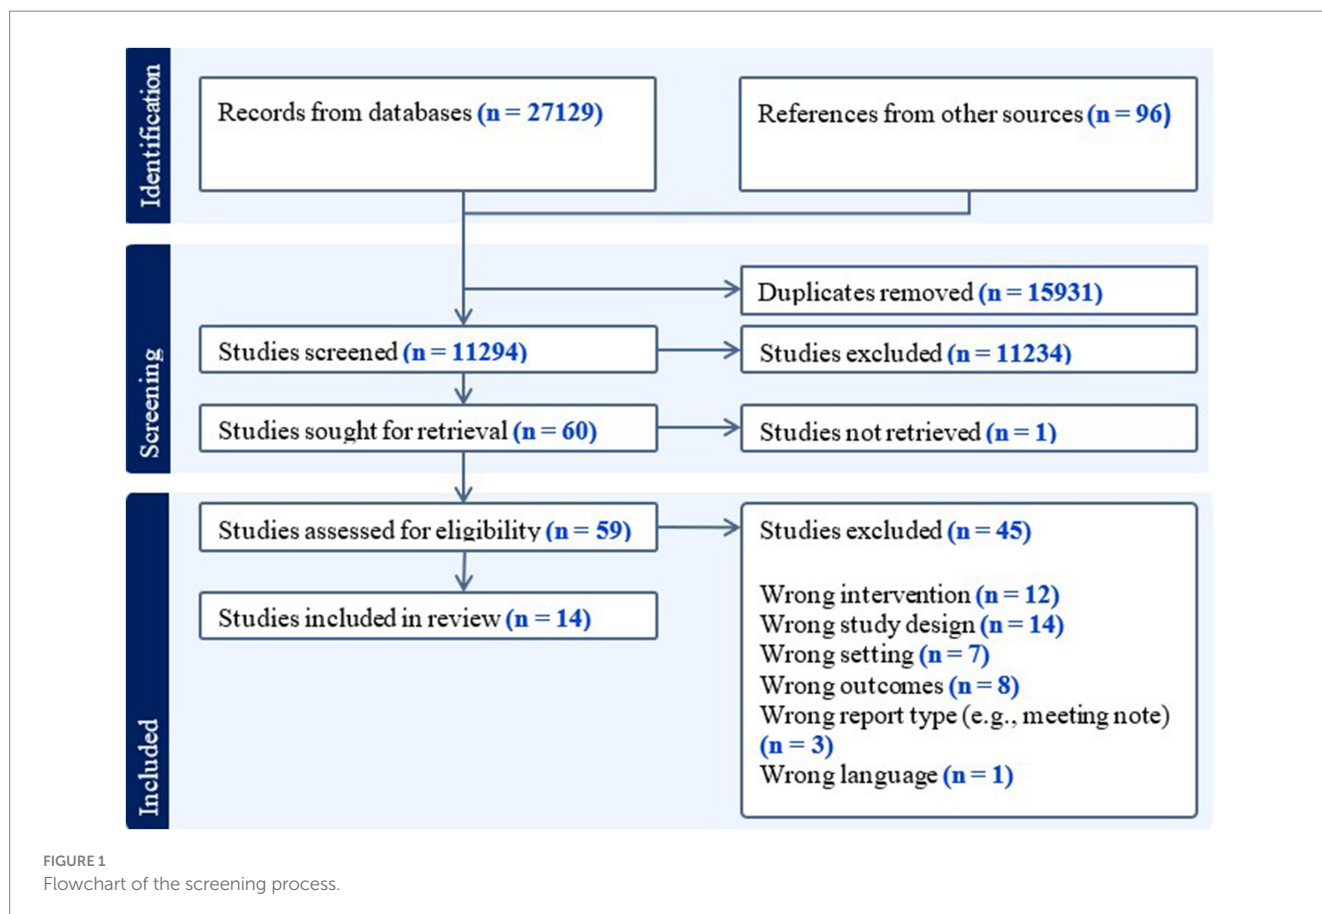 Identification
Records from databases (n = 27129)
References from other sources (n = 96)
Screening
Duplicates removed (n = 15931)
Studies screened (n = 11294)
Studies excluded (n = 11234)
Studies sought for retrieval (n = 60)
Studies not retrieved (n = 1)
Included
Studies assessed for eligibility (n = 59)
Studies excluded (n = 45)
Wrong intervention (n = 12)
Wrong study design (n = 14)
Wrong setting (n = 7)
Wrong outcomes (n = 8)
Wrong report type (e.g., meeting note)
(n = 3)
Wrong language (n = 1)
Studies included in review (n = 14)
FIGURE 1
Flowchart of the screening process.